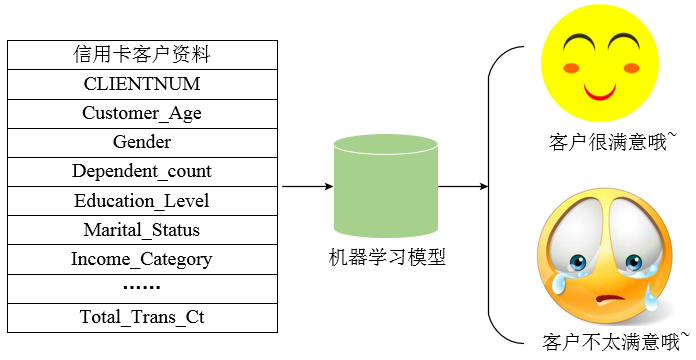 信用卡客户资料
CLIENTNUM
Customer_Age
Gender
Dependent_count
Education_Level
Marital_Status
Income_Category
······
Total_Trans_Ct
机器学习模型
客户很满意哦~
客户不太满意哦~